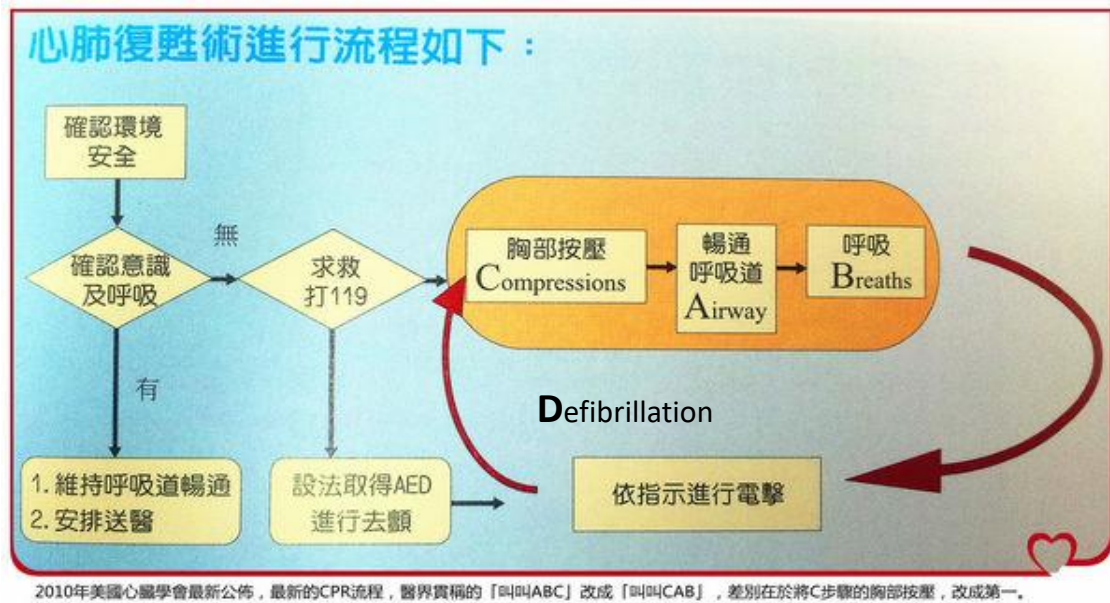 心肺復甦術進行流程如下：
確認環境
安全
確認意識
及呼吸
無
有
求救
打119
胸部按壓
Compressions
暢通
呼吸道
Airway
呼吸
Breaths
Defibrillation
1. 維持呼吸道暢通
2. 安排送醫
設法取得AED
進行去顫
依指示進行電擊
2010年美國心臟學會最新公佈，最新的CPR流程，醫界貫稱的「叫叫ABC」改成「叫叫CAB」，差別在於將C步驟的胸部按壓，改成第一。